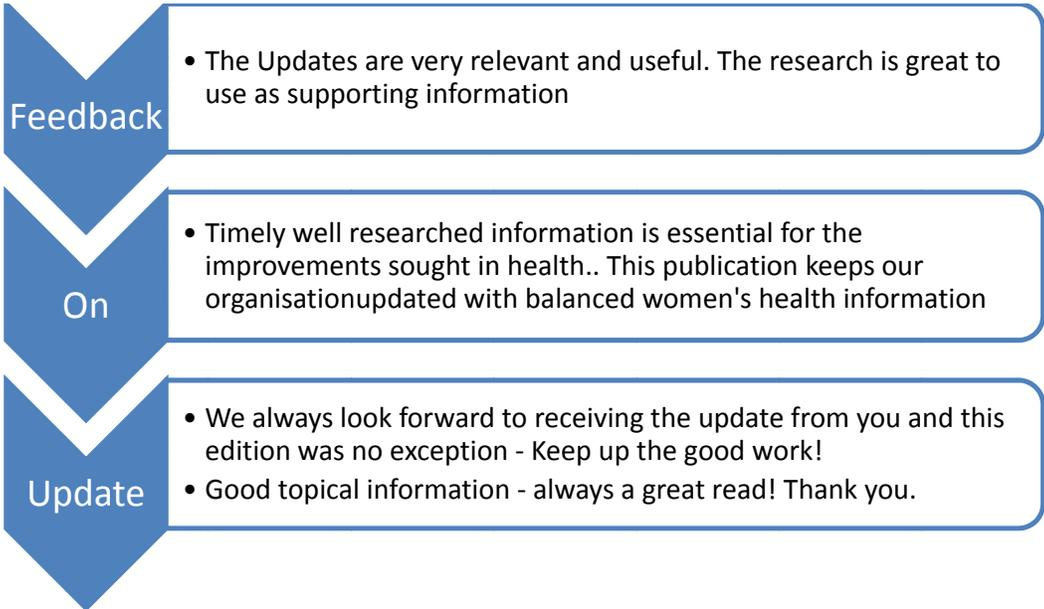 Feedback
• The Updates are very relevant and useful. The research is great to
use as supporting information
On
• Timely well researched information is essential for the
improvements sought in health.. This publication keeps our
organisationupdated with balanced women's health information
Update
• We always look forward to receiving the update from you and this
edition was no exception - Keep up the good work!
• Good topical information - always a great read! Thank you.